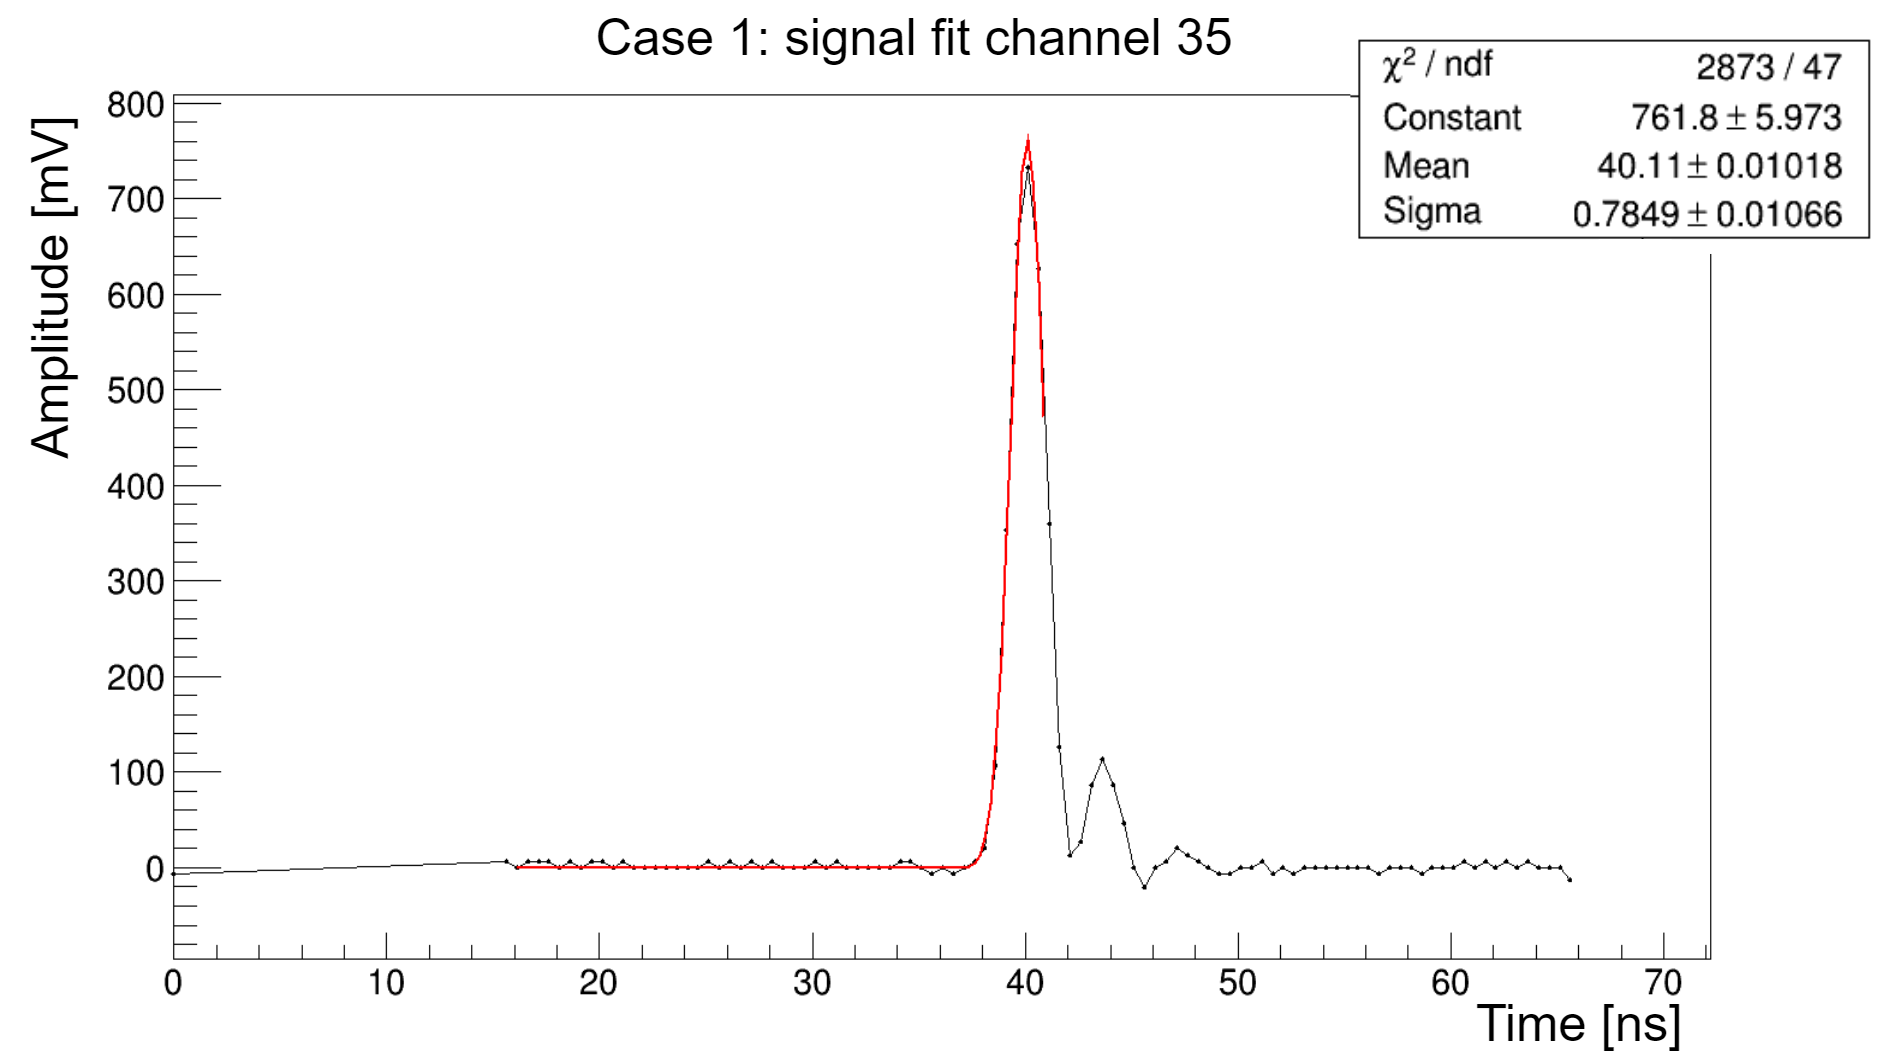 Case 1: signal fit channel 35
χ² / ndf 2873 / 47
Constant 761.8 ± 5.973
Mean 40.11 ± 0.01018
Sigma 0.7849 ± 0.01066
Amplitude [mV]
800
700
600
500
400
300
200
100
0
0 10 20 30 40 50 60 70
Time [ns]